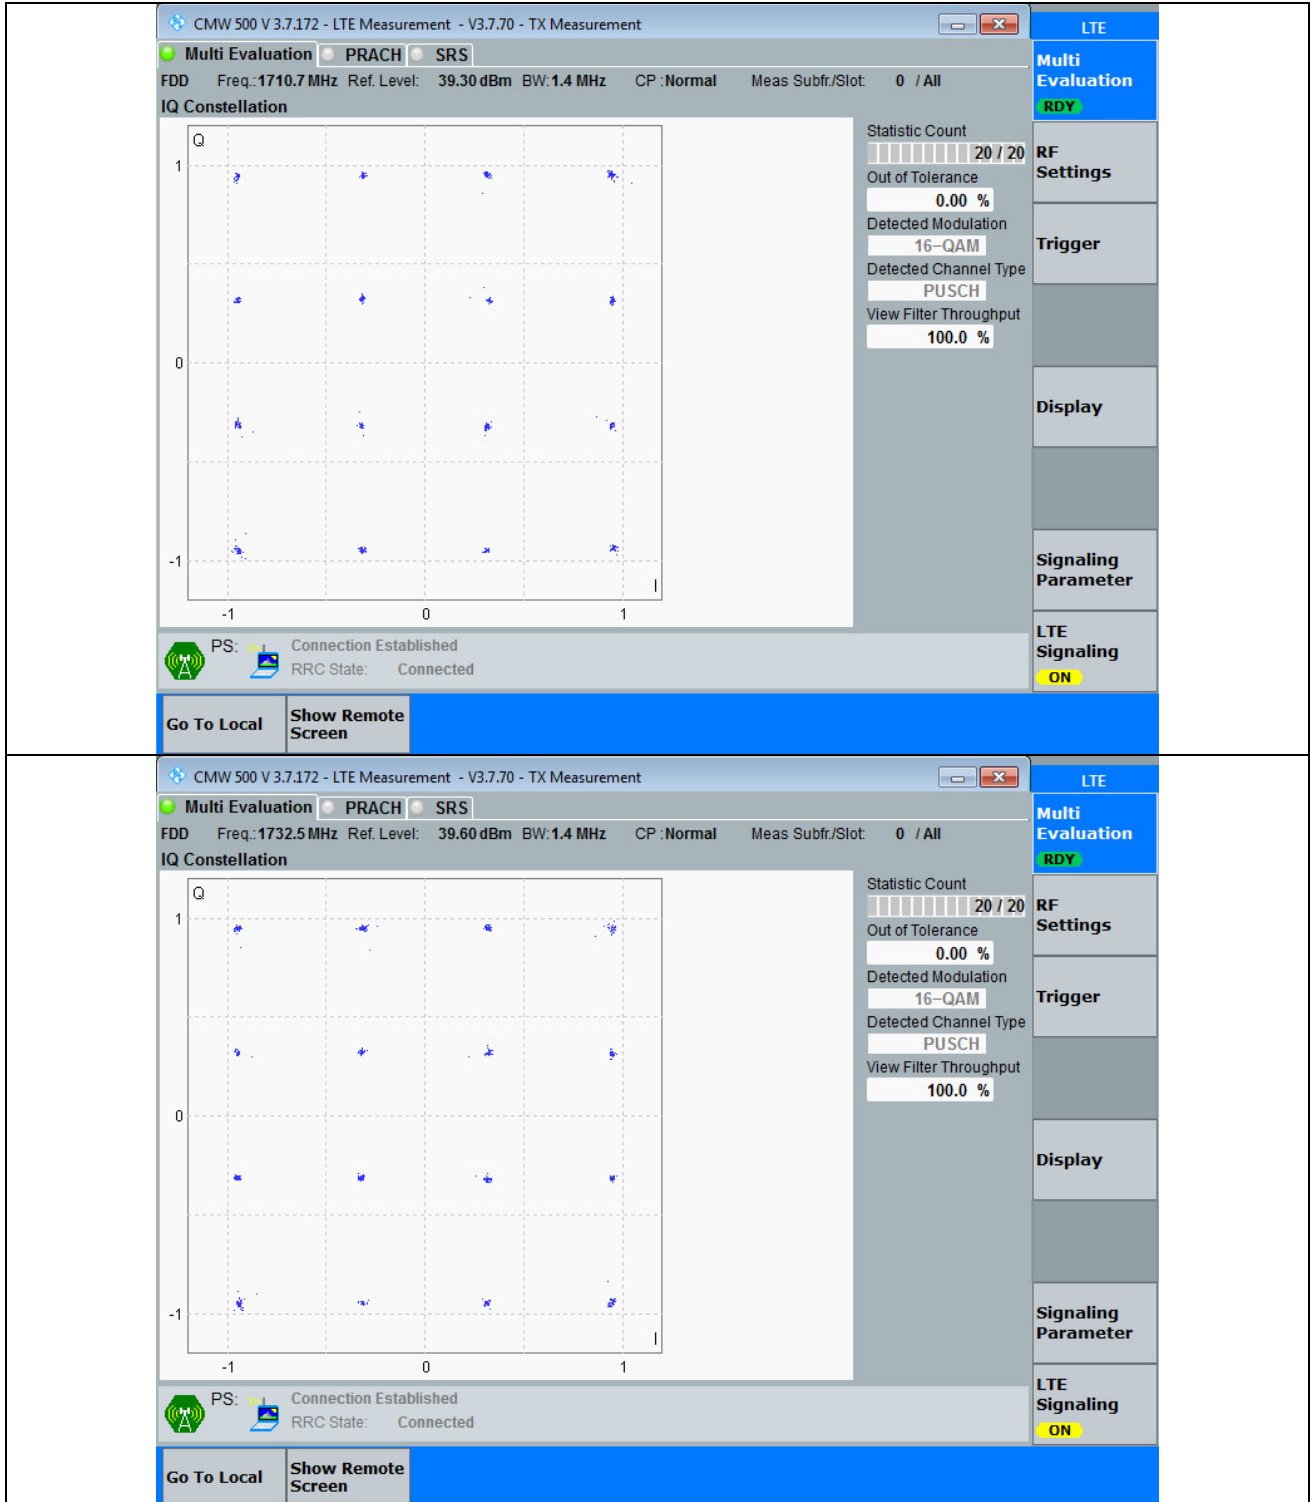 CMW 500 V 3.7.172 - LTE Measurement - V3.7.70 - TX Measurement
LTE
Multi Evaluation PRACH SRS
Multi Evaluation
RDY
FDD Freq.:1710.7 MHz Ref. Level: 39.30 dBm BW:1.4 MHz CP :Normal Meas Subfr./Slot: 0 / All
IQ Constellation
Q
1
0
-1
I
-1 0 1
Statistic Count
20 / 20
Out of Tolerance
0.00 %
Detected Modulation
16-QAM
Detected Channel Type
PUSCH
View Filter Throughput
100.0 %
RF
Settings
Trigger
Display
Signaling
Parameter
LTE
Signaling
ON
PS: Connection Established
RRC State: Connected
Go To Local
Show Remote
Screen
CMW 500 V 3.7.172 - LTE Measurement - V3.7.70 - TX Measurement
LTE
Multi Evaluation PRACH SRS
Multi Evaluation
RDY
FDD Freq.:1732.5 MHz Ref. Level: 39.60 dBm BW:1.4 MHz CP :Normal Meas Subfr./Slot: 0 / All
IQ Constellation
Q
1
0
-1
I
-1 0 1
Statistic Count
20 / 20
Out of Tolerance
0.00 %
Detected Modulation
16-QAM
Detected Channel Type
PUSCH
View Filter Throughput
100.0 %
RF
Settings
Trigger
Display
Signaling
Parameter
LTE
Signaling
ON
PS: Connection Established
RRC State: Connected
Go To Local
Show Remote
Screen